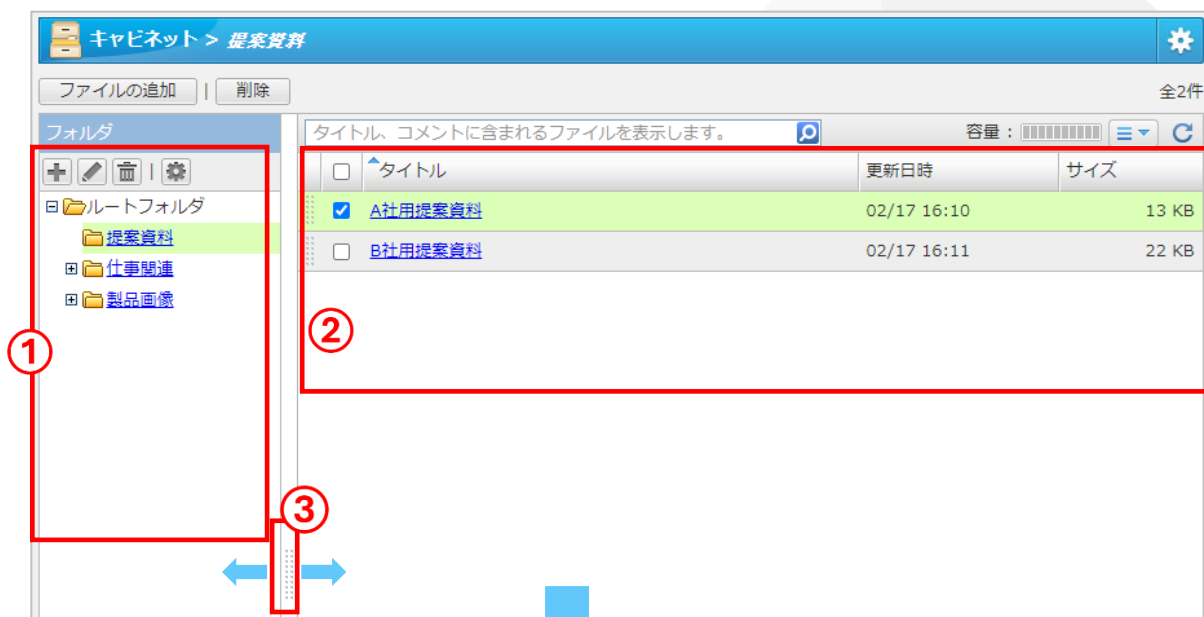 キャビネット > 提案資料
ファイルの追加 | 削除
全2件
フォルダ
タイトル、コメントに含まれるファイルを表示します。
容量：
タイトル 更新日時 サイズ
ルートフォルダ
提案資料
仕事関連
製品画像
A社用提案資料 02/17 16:10 13 KB
B社用提案資料 02/17 16:11 22 KB
①
②
③